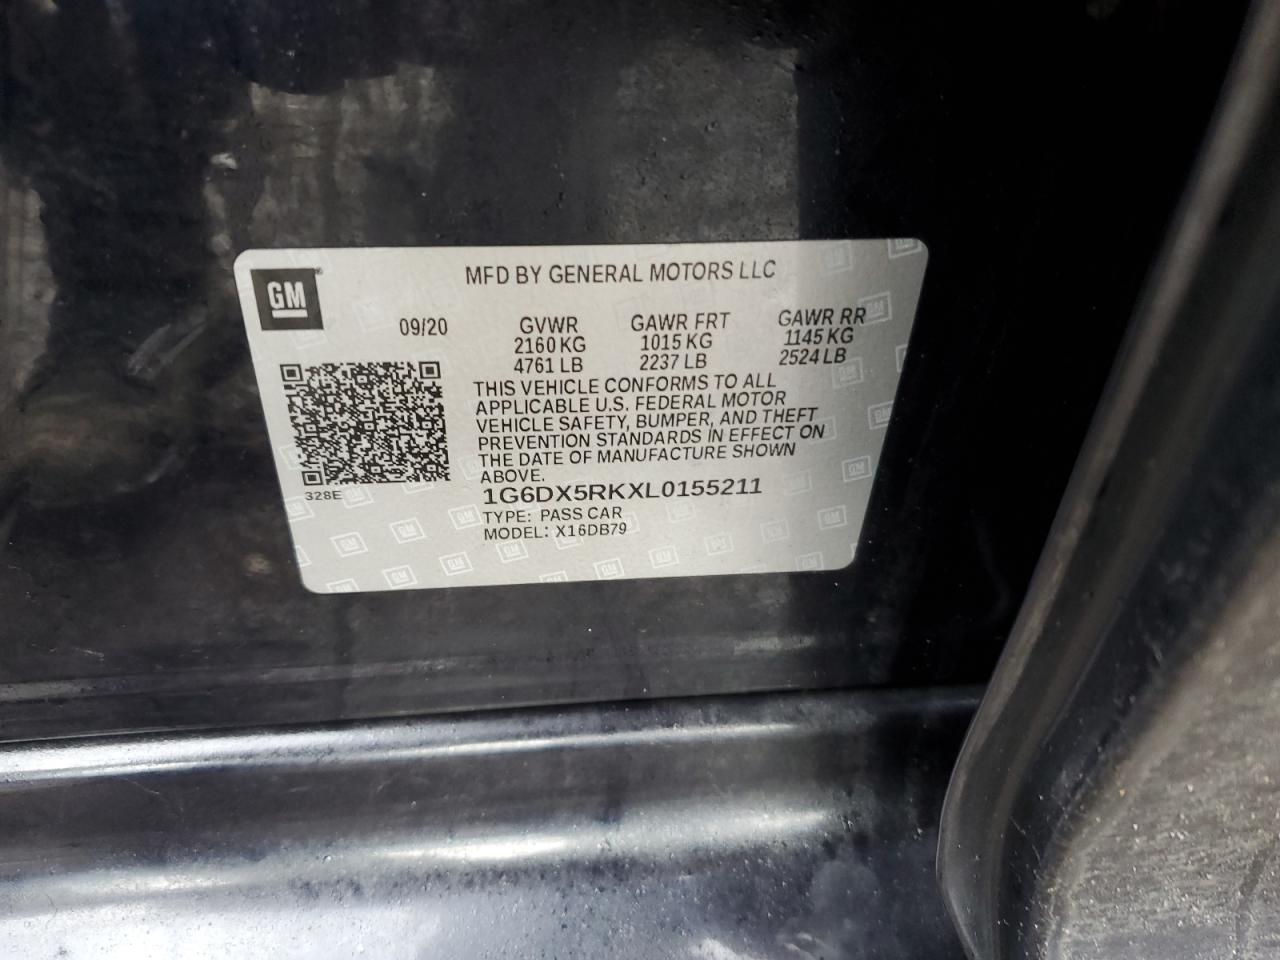 GM
MFD BY GENERAL MOTORS LLC
09/20
GVWR
2160 KG
4761 LB
GAWR FRT
1015 KG
2237 LB
GAWR RR
1145 KG
2524 LB
THIS VEHICLE CONFORMS TO ALL
APPLICABLE U.S. FEDERAL MOTOR
VEHICLE SAFETY, BUMPER, AND THEFT
PREVENTION STANDARDS IN EFFECT ON
THE DATE OF MANUFACTURE SHOWN
ABOVE.
328E
1G6DX5RKXL0155211
TYPE: PASS CAR
MODEL: X16DB79